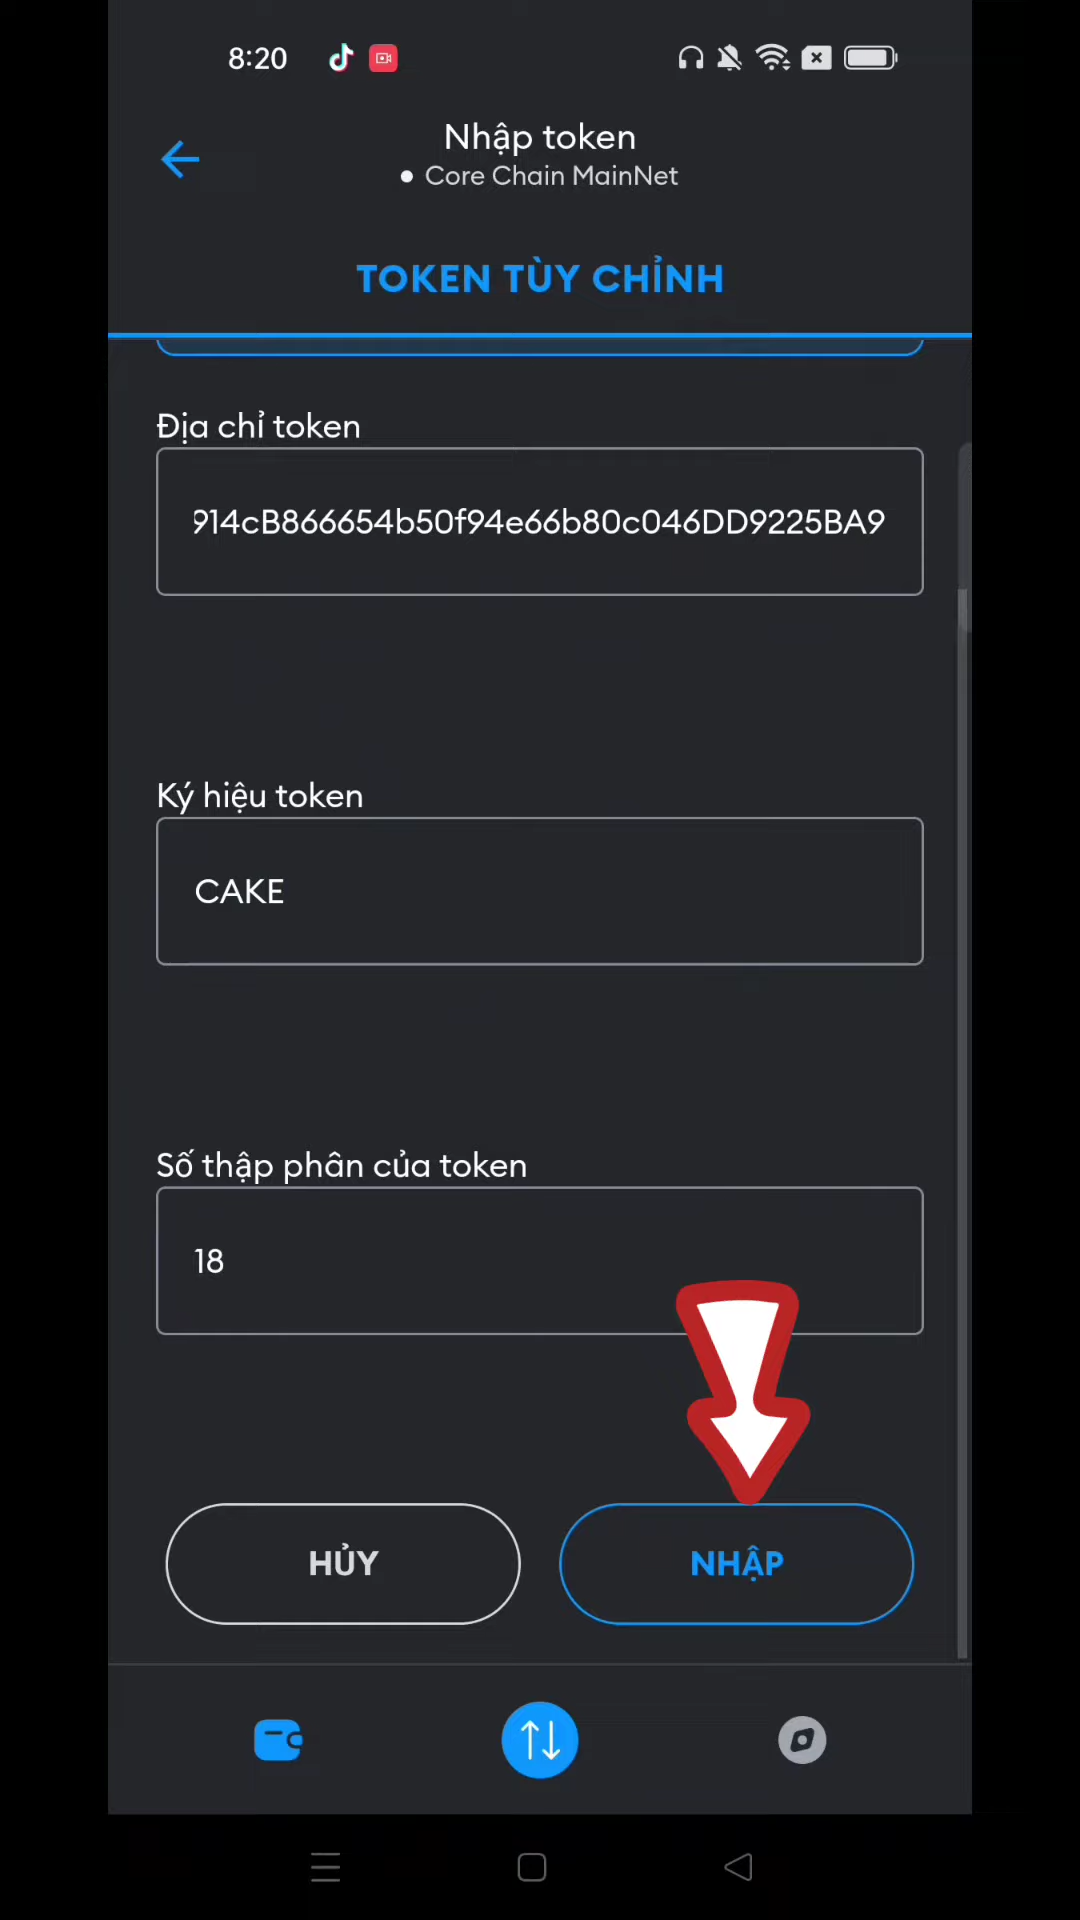 8:20
Nhập token
Core Chain MainNet
TOKEN TÙY CHỈNH
Địa chỉ token
914cB866654b50f94e66b80c046DD9225BA9
Ký hiệu token
CAKE
Số thập phân của token
18
HỦY
NHẬP